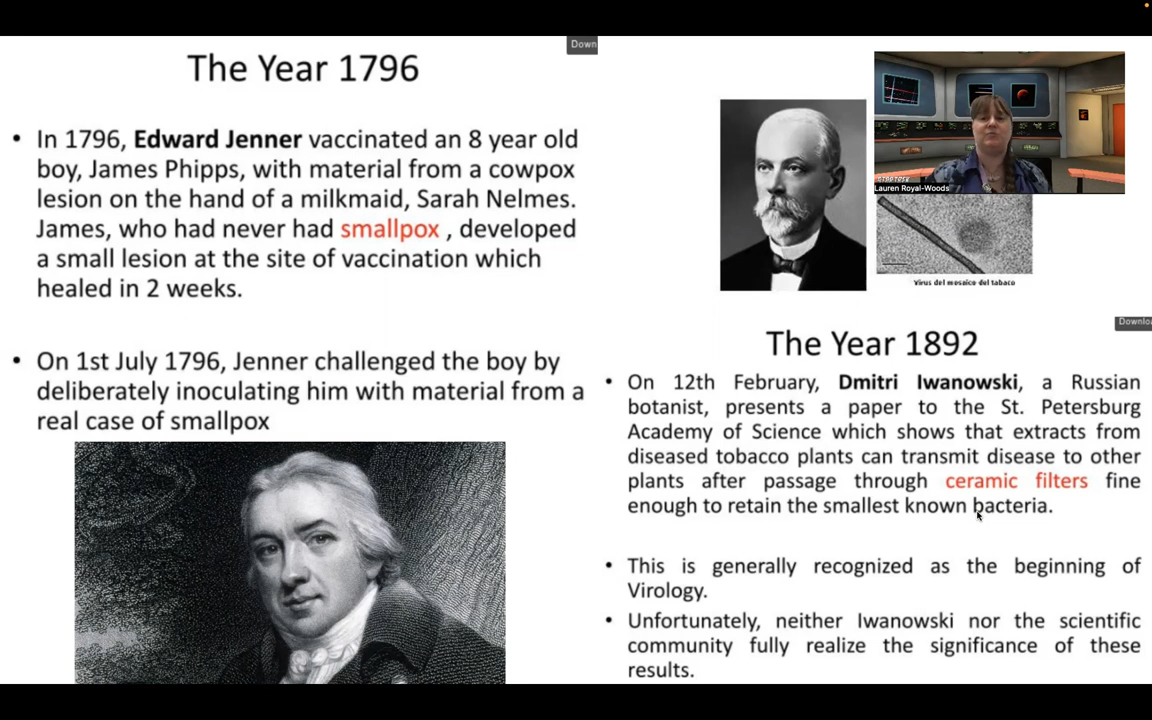 Down
The Year 1796
• In 1796, Edward Jenner vaccinated an 8 year old
boy, James Phipps, with material from a cowpox
lesion on the hand of a milkmaid, Sarah Nelmes.
James, who had never had smallpox , developed
a small lesion at the site of vaccination which
healed in 2 weeks.
• On 1st July 1796, Jenner challenged the boy by
deliberately inoculating him with material from a
real case of smallpox
STAR TREK
Lauren Royal-Woods
Virus del mosaico del tabaco
Downlo
The Year 1892
• On 12th February, Dmitri Iwanowski, a Russian
botanist, presents a paper to the St. Petersburg
Academy of Science which shows that extracts from
diseased tobacco plants can transmit disease to other
plants after passage through ceramic filters fine
enough to retain the smallest known bacteria.
• This is generally recognized as the beginning of
Virology.
• Unfortunately, neither Iwanowski nor the scientific
community fully realize the significance of these
results.